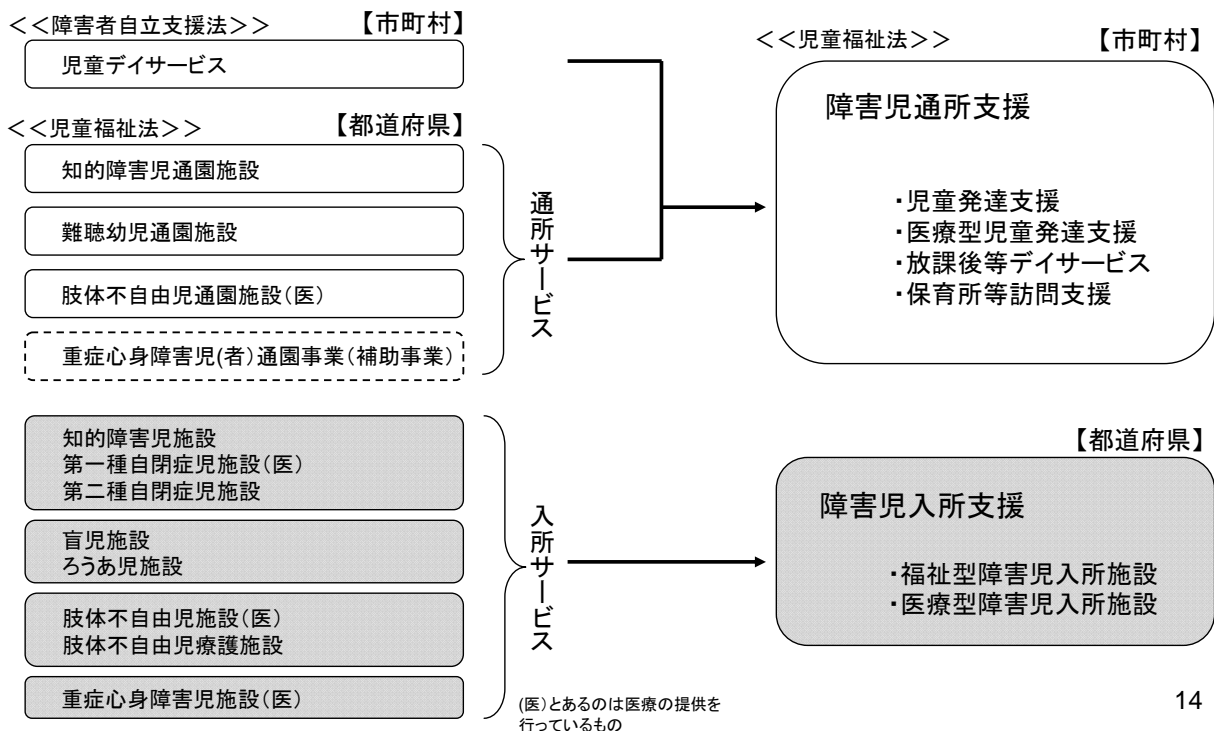 <<障害者自立支援法>> 【市町村】
児童デイサービス
<<児童福祉法>> 【都道府県】
知的障害児通園施設
難聴幼児通園施設
肢体不自由児通園施設(医)
重症心身障害児(者)通園事業(補助事業)
通所サービス
知的障害児施設
第一種自閉症児施設(医)
第二種自閉症児施設
盲児施設
ろうあ児施設
肢体不自由児施設(医)
肢体不自由児療護施設
重症心身障害児施設(医)
入所サービス
(医)とあるのは医療の提供を
行っているもの
<<児童福祉法>> 【市町村】
障害児通所支援
・児童発達支援
・医療型児童発達支援
・放課後等デイサービス
・保育所等訪問支援
【都道府県】
障害児入所支援
・福祉型障害児入所施設
・医療型障害児入所施設
14